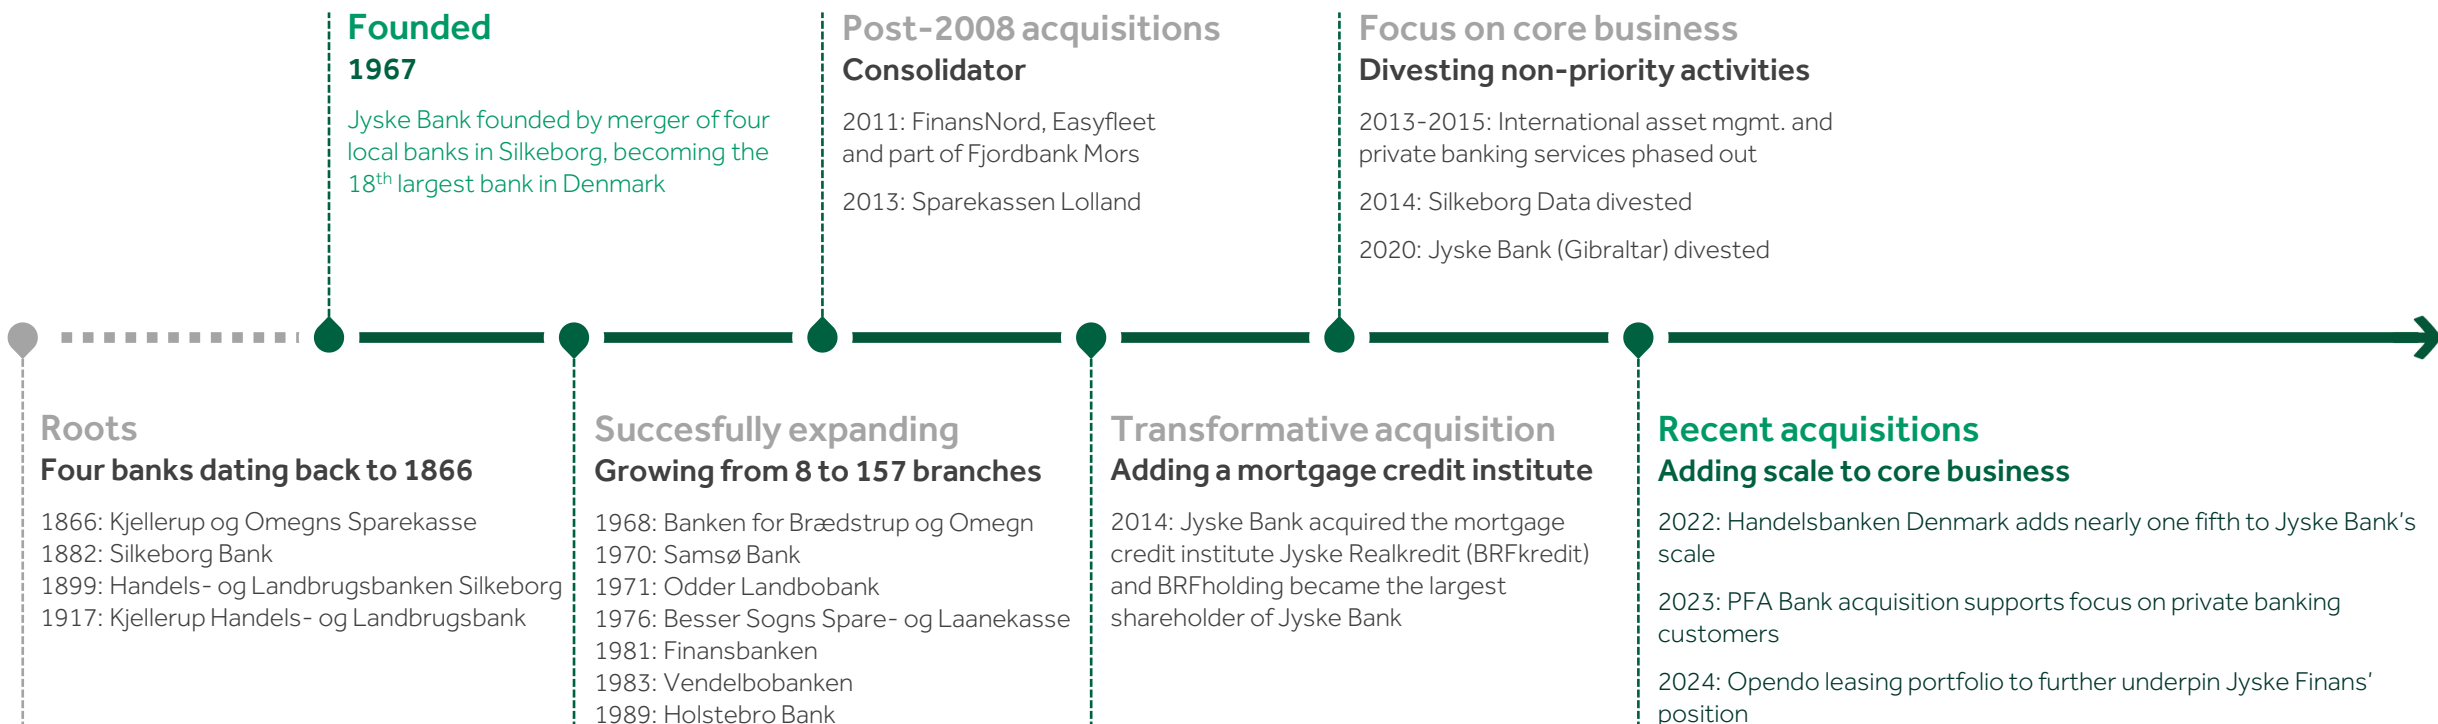 Founded
1967
Jyske Bank founded by merger of four
local banks in Silkeborg, becoming the
18th largest bank in Denmark
Post-2008 acquisitions
Consolidator
2011: FinansNord, Easyfleet
and part of Fjordbank Mors
2013: Sparekassen Lolland
Focus on core business
Divesting non-priority activities
2013-2015: International asset mgmt. and
private banking services phased out
2014: Silkeborg Data divested
2020: Jyske Bank (Gibraltar) divested
Roots
Four banks dating back to 1866
1866: Kjellerup og Omegns Sparekasse
1882: Silkeborg Bank
1899: Handels- og Landbrugsbanken Silkeborg
1917: Kjellerup Handels- og Landbrugsbank
Succesfully expanding
Growing from 8 to 157 branches
1968: Banken for Brædstrup og Omegn
1970: Samsø Bank
1971: Odder Landbobank
1976: Besser Sogns Spare- og Laanekasse
1981: Finansbanken
1983: Vendelbobanken
1989: Holstebro Bank
Transformative acquisition
Adding a mortgage credit institute
2014: Jyske Bank acquired the mortgage
credit institute Jyske Realkredit (BRFkredit)
and BRFholding became the largest
shareholder of Jyske Bank
Recent acquisitions
Adding scale to core business
2022: Handelsbanken Denmark adds nearly one fifth to Jyske Bank's
scale
2023: PFA Bank acquisition supports focus on private banking
customers
2024: Opendo leasing portfolio to further underpin Jyske Finans'
position